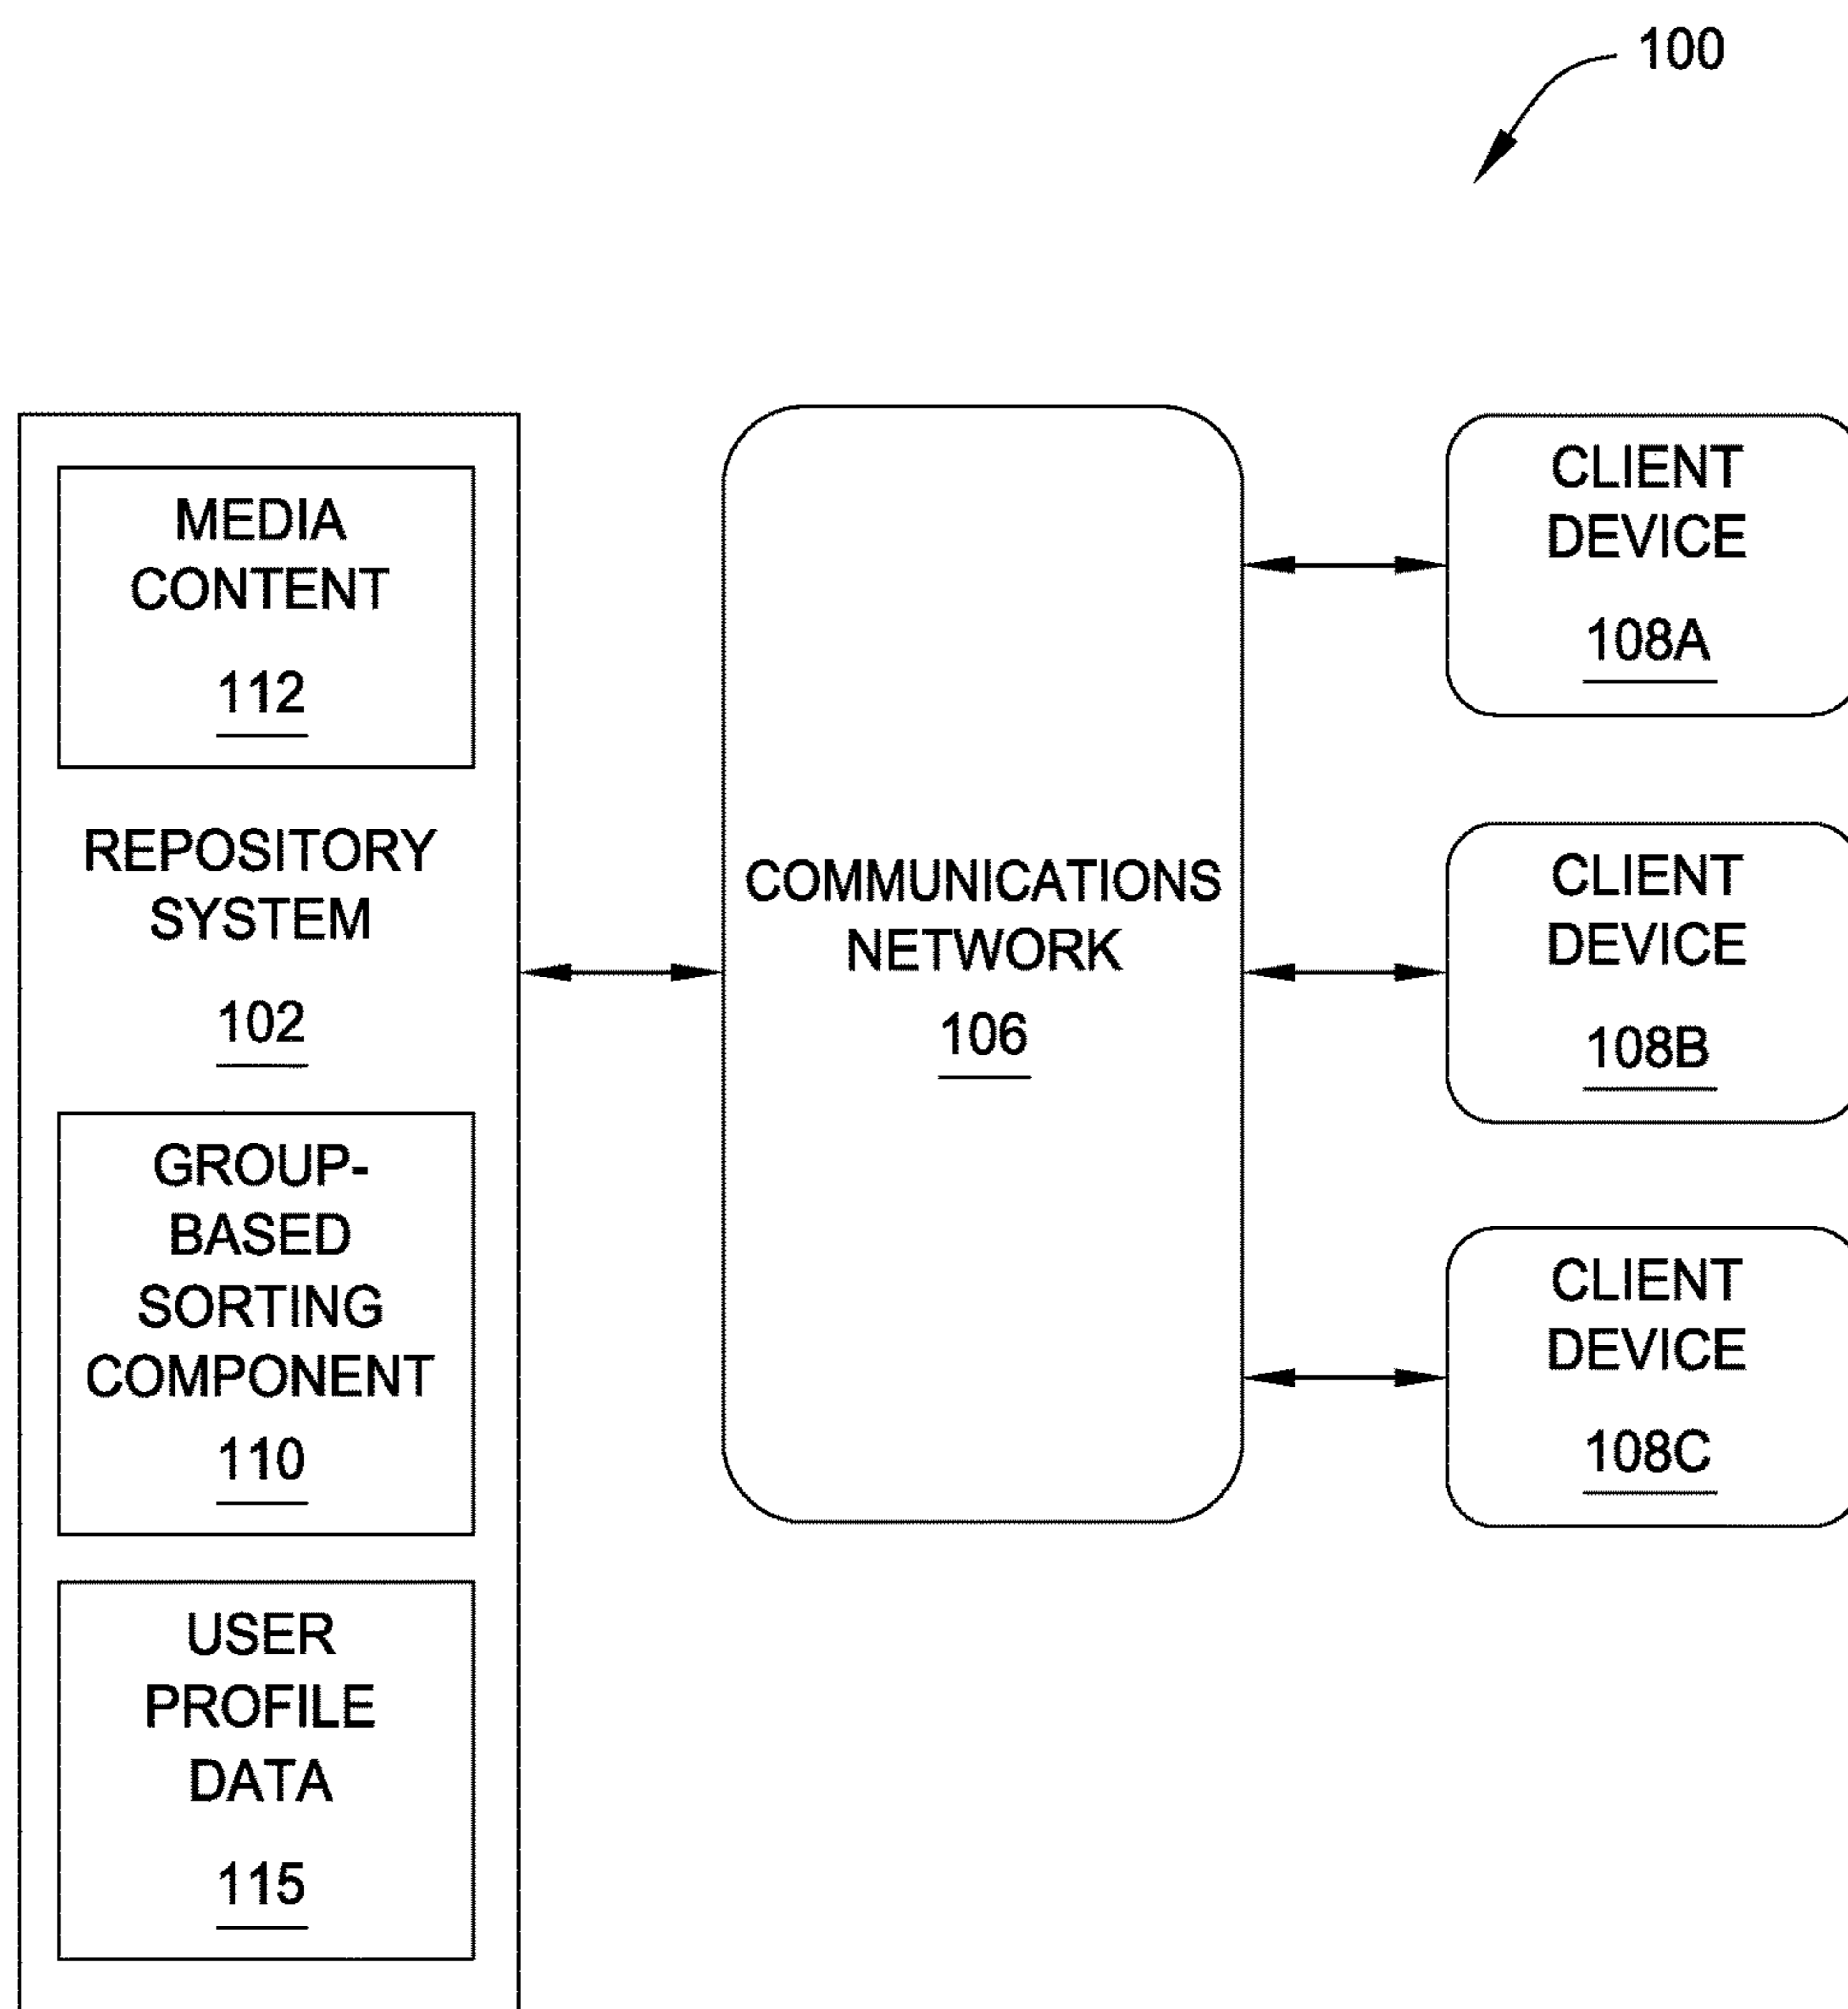 100
MEDIA
CONTENT
112
REPOSITORY
SYSTEM
102
GROUP-
BASED
SORTING
COMPONENT
110
USER
PROFILE
DATA
115
COMMUNICATIONS
NETWORK
106
CLIENT
DEVICE
108A
CLIENT
DEVICE
108B
CLIENT
DEVICE
108C